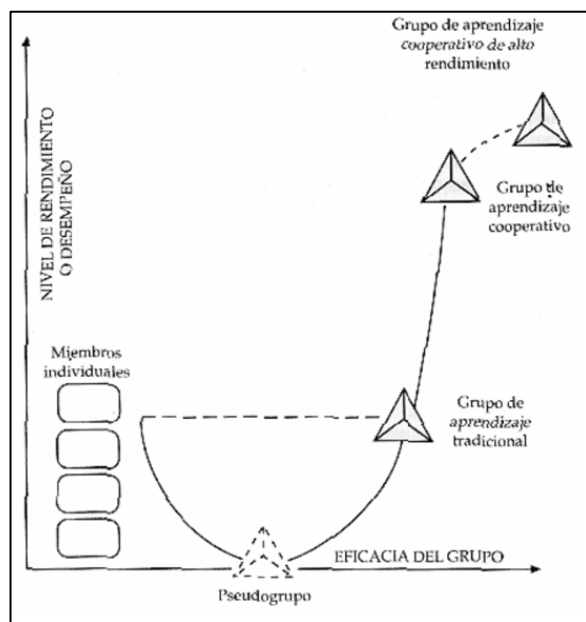 Grupo de aprendizaje
cooperativo de alto
rendimiento
NIVEL DE RENDIMIENTO
O DESEMPEÑO
Grupo de
aprendizaje
cooperativo
Miembros
individuales
Grupo de
aprendizaje
tradicional
EFICACIA DEL GRUPO
Pseudogrupo